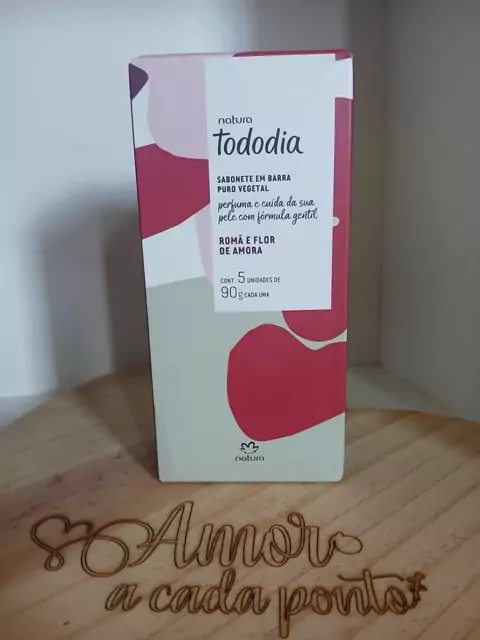 natura
tododia
SABONETE EM BARRA
PURO VEGETAL
perfuma e cuida da sua
pele com fórmula gentil
ROMÃ E FLOR
DE AMORA
CONT. 5 UNIDADES DE
90g CADA UMA
natura
Amor
a cada ponto